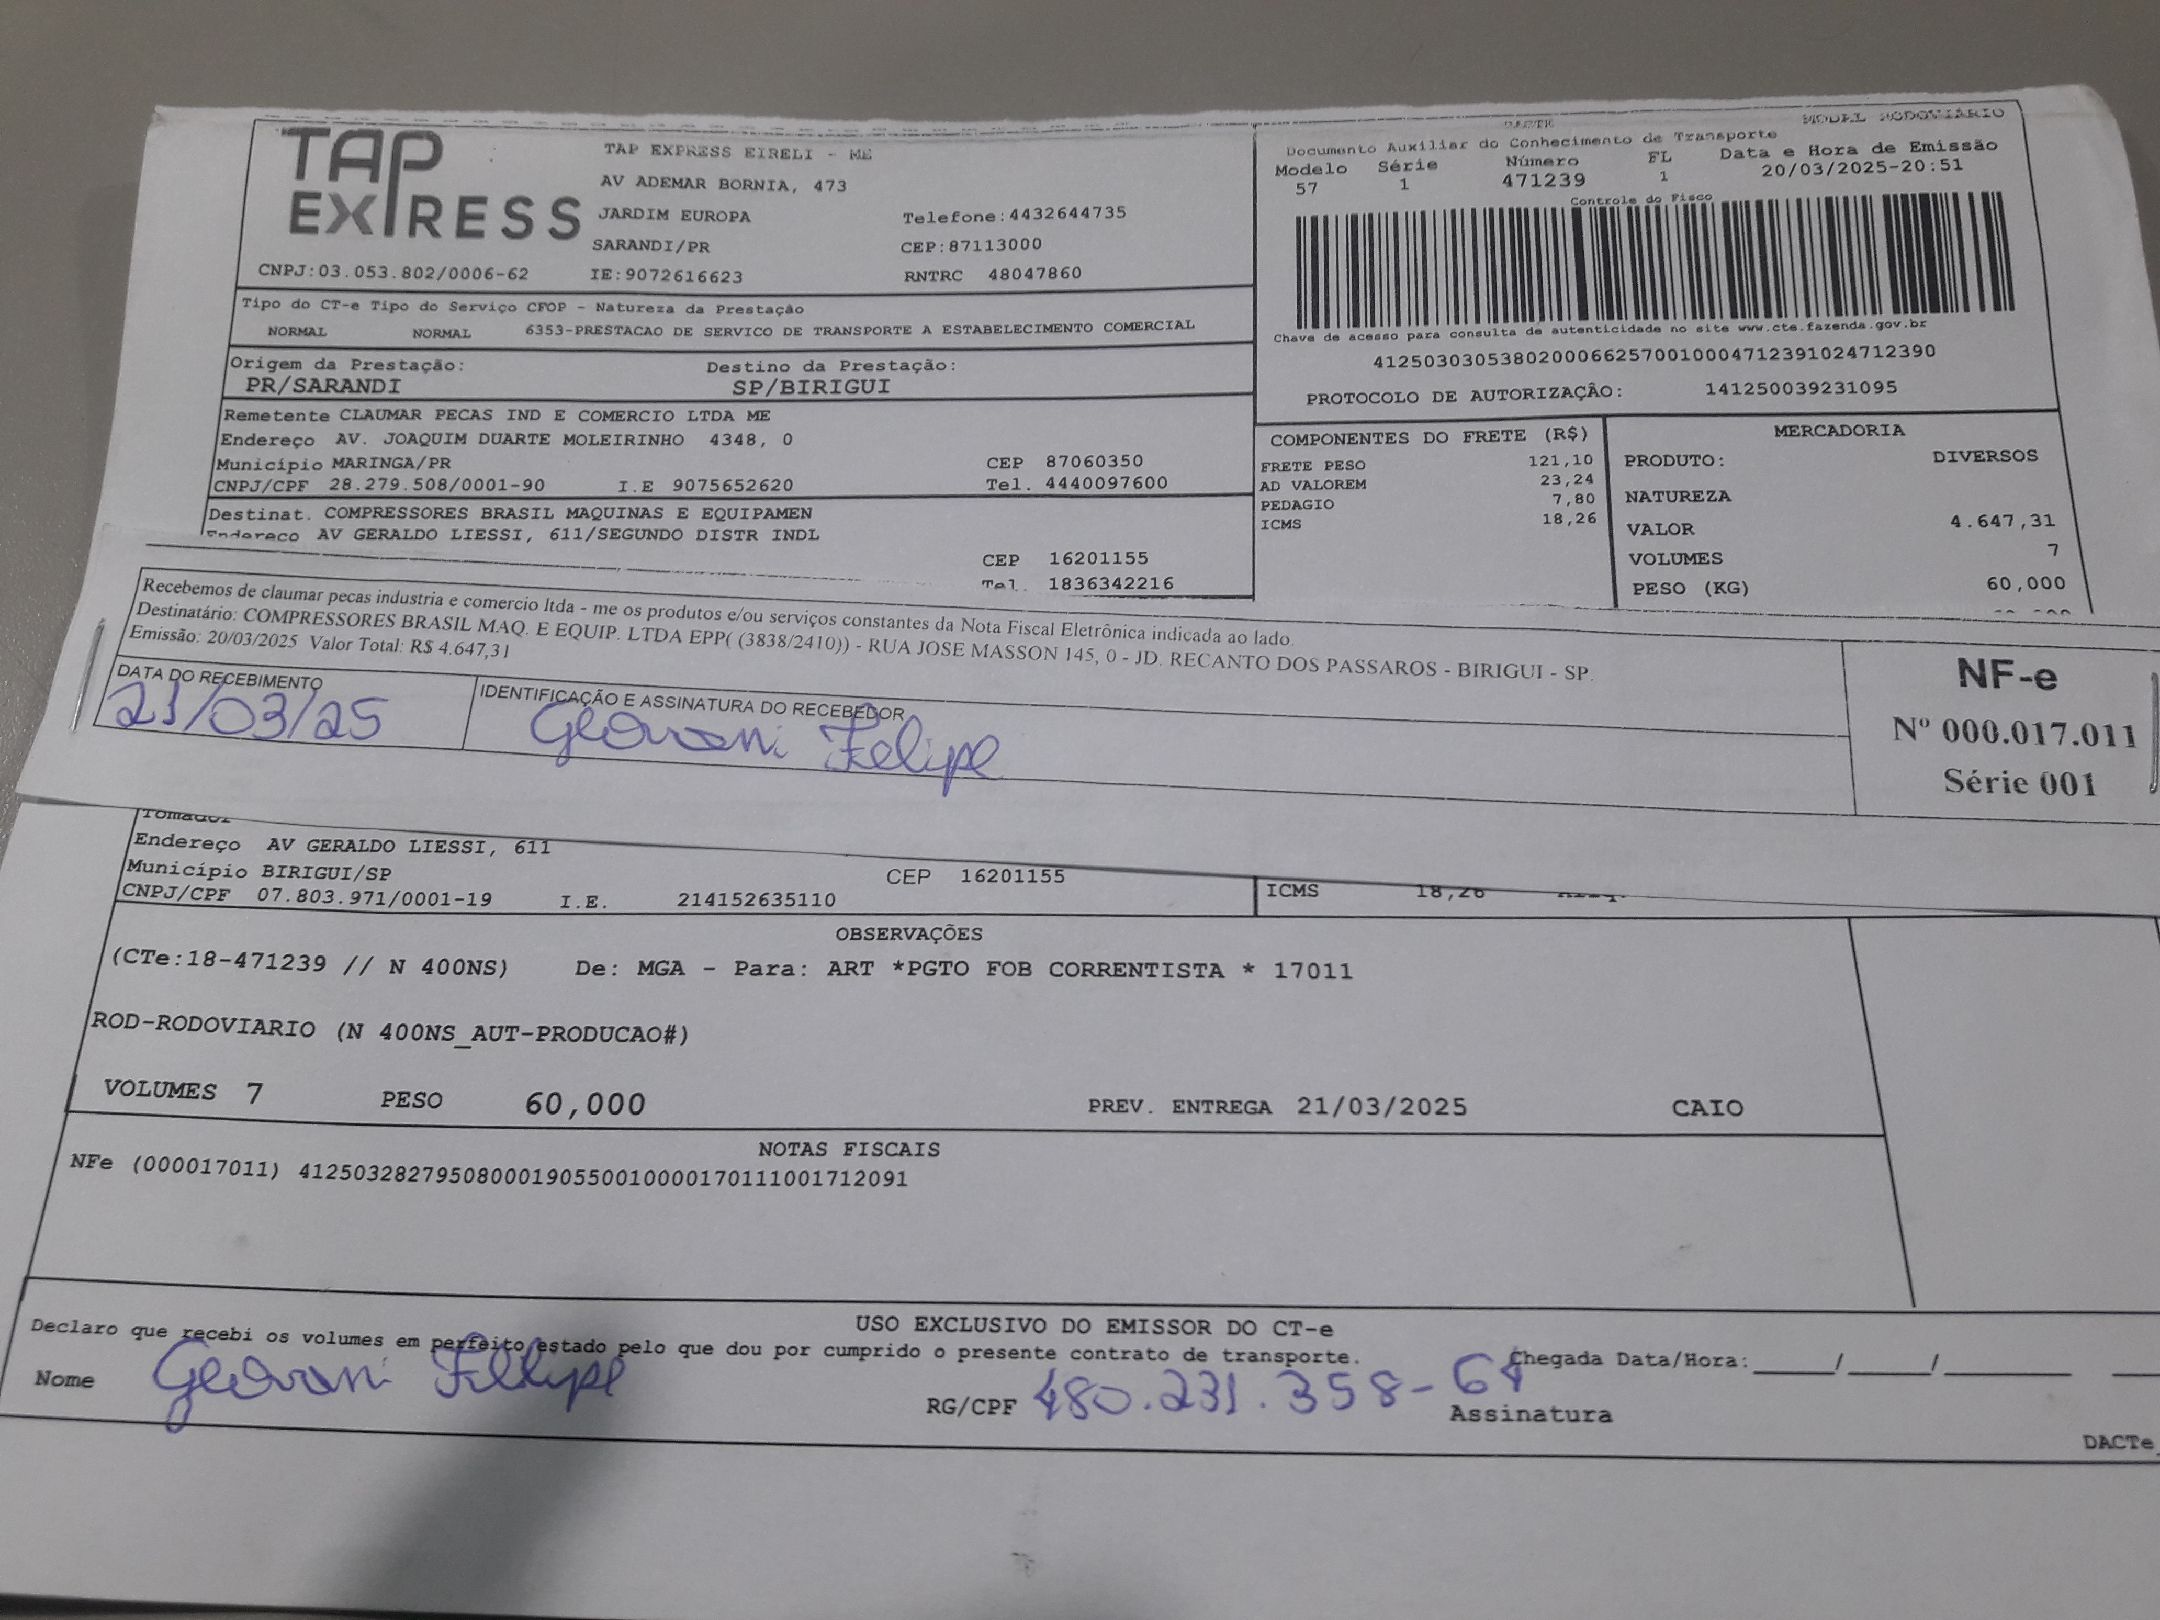 TAP
EXPRESS
TAP EXPRESS EIRELI - ME
AV ADEMAR BORNIA, 473
JARDIM EUROPA Telefone:4432644735
SARANDI/PR CEP:87113000
CNPJ:03.053.802/0006-62 IE:9072616623 RNTRC 48047860
DACTE MODAL RODOVIÁRIO
Documento Auxiliar do Conhecimento de Transporte
Modelo Série Número FL Data e Hora de Emissão
57 1 471239 1 20/03/2025-20:51
Controle do Fisco
Chave de acesso para consulta de autenticidade no site www.cte.fazenda.gov.br
41250303053802000662570010004712391024712390
PROTOCOLO DE AUTORIZAÇÃO: 141250039231095
Tipo do CT-e Tipo do Serviço CFOP - Natureza da Prestação
NORMAL NORMAL 6353-PRESTACAO DE SERVICO DE TRANSPORTE A ESTABELECIMENTO COMERCIAL
Origem da Prestação: Destino da Prestação:
PR/SARANDI SP/BIRIGUI
Remetente CLAUMAR PECAS IND E COMERCIO LTDA ME
Endereço AV. JOAQUIM DUARTE MOLEIRINHO 4348, 0
Município MARINGA/PR CEP 87060350
CNPJ/CPF 28.279.508/0001-90 I.E 9075652620 Tel. 4440097600
Destinat. COMPRESSORES BRASIL MAQUINAS E EQUIPAMEN
Endereço AV GERALDO LIESSI, 611/SEGUNDO DISTR INDL
CEP 16201155
Tel. 1836342216
COMPONENTES DO FRETE (R$)
FRETE PESO 121,10
AD VALOREM 23,24
PEDAGIO 7,80
ICMS 18,26
MERCADORIA
PRODUTO: DIVERSOS
NATUREZA
VALOR 4.647,31
VOLUMES 7
PESO (KG) 60,000
Recebemos de claumar pecas industria e comercio ltda - me os produtos e/ou serviços constantes da Nota Fiscal Eletrônica indicada ao lado.
Destinatário: COMPRESSORES BRASIL MAQ. E EQUIP. LTDA EPP( (3838/2410)) - RUA JOSE MASSON 145, 0 - JD. RECANTO DOS PASSAROS - BIRIGUI - SP.
Emissão: 20/03/2025 Valor Total: R$ 4.647,31
DATA DO RECEBIMENTO IDENTIFICAÇÃO E ASSINATURA DO RECEBEDOR
21/03/25 Geovani Felipe
NF-e
Nº 000.017.011
Série 001
Tomador
Endereço AV GERALDO LIESSI, 611
Município BIRIGUI/SP CEP 16201155
CNPJ/CPF 07.803.971/0001-19 I.E. 214152635110
ICMS 18,26
OBSERVAÇÕES
(CTe:18-471239 // N 400NS) De: MGA - Para: ART *PGTO FOB CORRENTISTA * 17011
ROD-RODOVIARIO (N 400NS_AUT-PRODUCAO#)
VOLUMES 7 PESO 60,000 PREV. ENTREGA 21/03/2025 CAIO
NOTAS FISCAIS
NFe (000017011) 41250328279508000190550010000170111001712091
USO EXCLUSIVO DO EMISSOR DO CT-e
Declaro que recebi os volumes em perfeito estado pelo que dou por cumprido o presente contrato de transporte.
Chegada Data/Hora:_____/_____/_______
Nome Geovani Felipe RG/CPF 480.231.358-64 Assinatura
DACTe